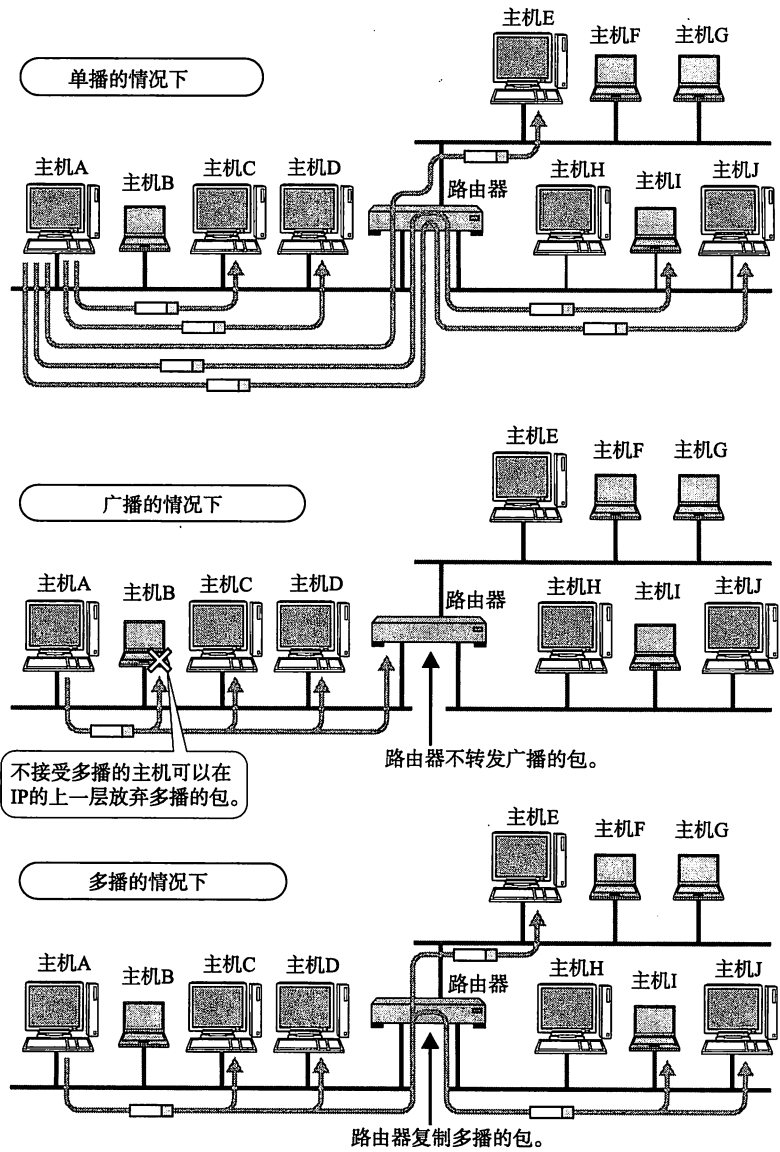 单播的情况下
主机E
主机F
主机G
主机A
主机B
主机C
主机D
路由器
主机H
主机I
主机J
广播的情况下
主机E
主机F
主机G
主机A
主机B
主机C
主机D
路由器
主机H
主机I
主机J
不接受多播的主机可以在
IP的上一层放弃多播的包。
路由器不转发广播的包。
多播的情况下
主机E
主机F
主机G
主机A
主机B
主机C
主机D
路由器
主机H
主机I
主机J
路由器复制多播的包。